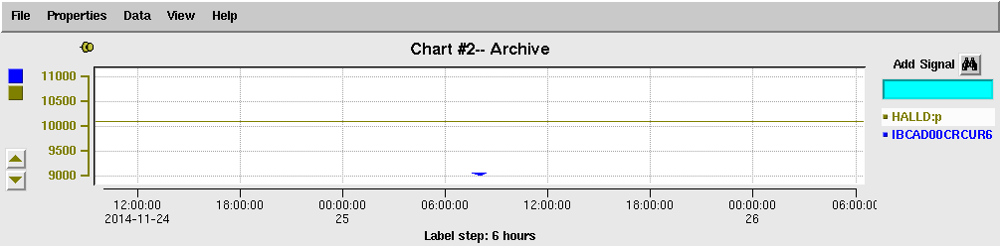 File Properties Data View Help
Chart #2-- Archive
Add Signal
11000
10500
10000
9500
9000
HALLD:p
IBCAD00CRCUR6
12:00:00 18:00:00 00:00:00 06:00:00 12:00:00 18:00:00 00:00:00 06:00:00
2014-11-24 25 26
Label step: 6 hours